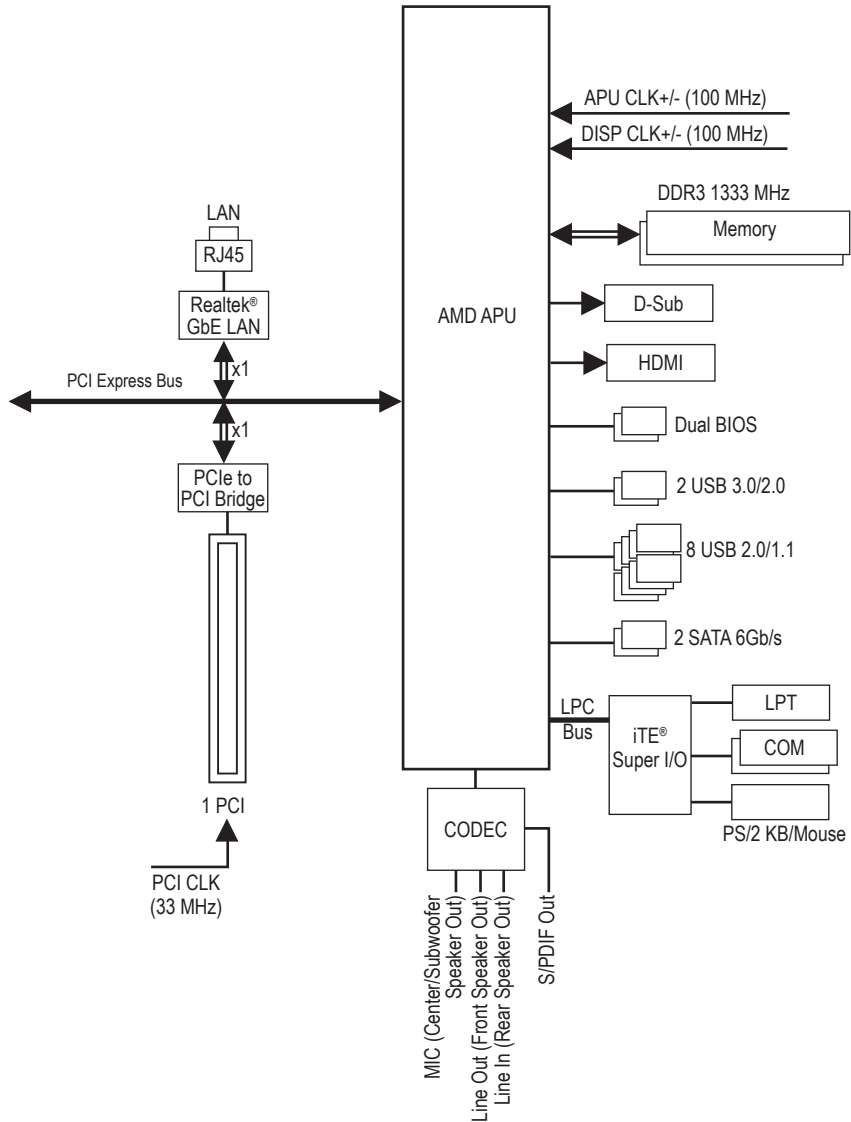 APU CLK+/- (100 MHz)
DISP CLK+/- (100 MHz)
DDR3 1333 MHz
Memory
LAN
RJ45
Realtek®
GbE LAN
x1
PCI Express Bus
x1
PCIe to
PCI Bridge
1 PCI
PCI CLK
(33 MHz)
AMD APU
D-Sub
HDMI
Dual BIOS
2 USB 3.0/2.0
8 USB 2.0/1.1
2 SATA 6Gb/s
LPC
Bus
iTE®
Super I/O
LPT
COM
PS/2 KB/Mouse
CODEC
MIC (Center/Subwoofer
Speaker Out)
Line Out (Front Speaker Out)
Line In (Rear Speaker Out)
S/PDIF Out